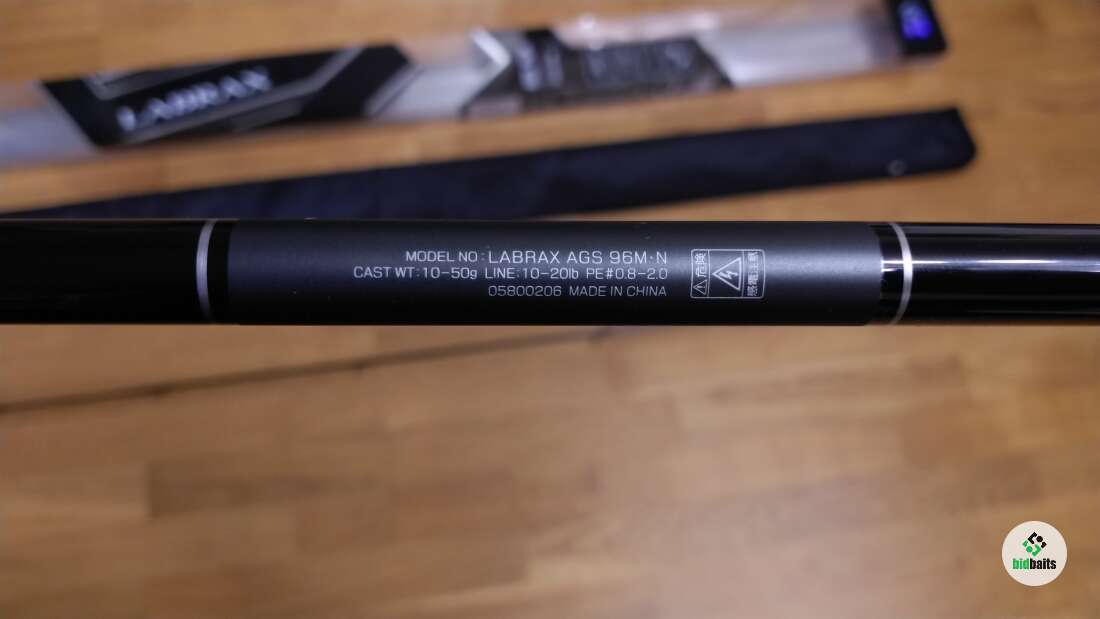 LABRAX
MODEL NO: LABRAX AGS 96M·N
CAST WT:10-50g LINE:10-20lb PE#0.8-2.0
05800206 MADE IN CHINA
危険
感電注意
bidbaits